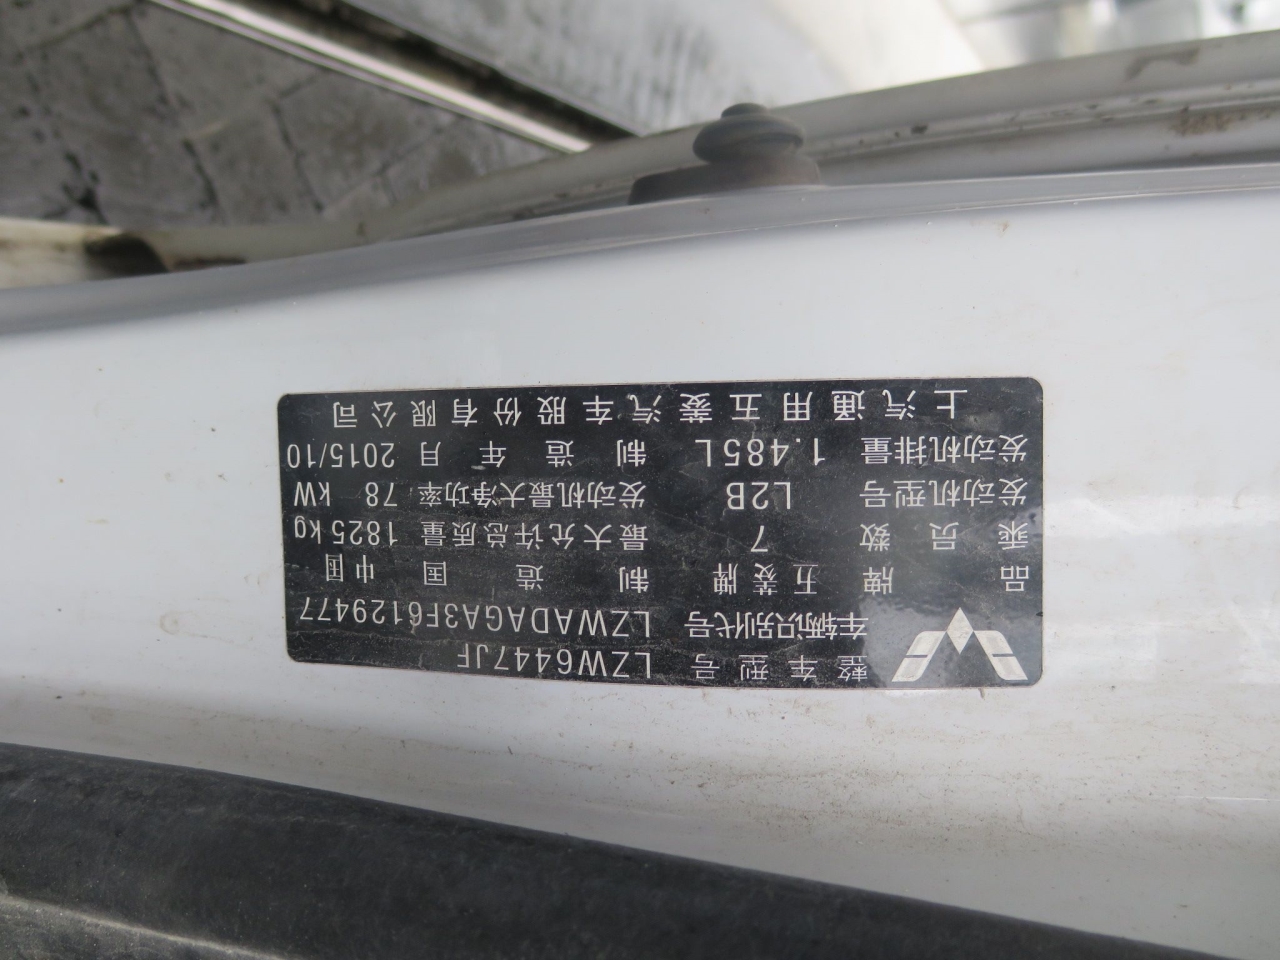 整车型号 LZW6447JF
车辆识别代号 LZWADAGA3F6129477
品牌 五菱牌 制造国 中国
乘员数 7 最大允许总质量 1825kg
发动机型号 L2B 发动机最大净功率 78 kW
发动机排量 1.485L 制造年月 2015/10
上汽通用五菱汽车股份有限公司